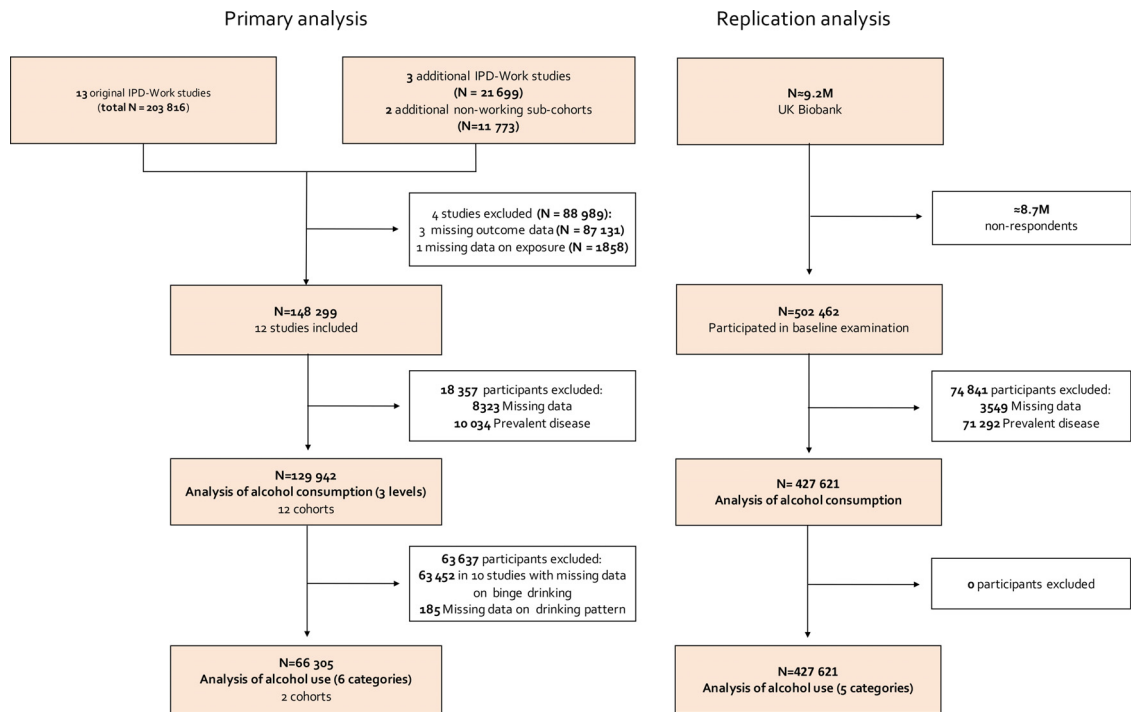 Primary analysis
13 original IPD-Work studies
(total N = 203 816)
3 additional IPD-Work studies
(N = 21 699)
2 additional non-working sub-cohorts
(N=11 773)
4 studies excluded (N = 88 989):
3 missing outcome data (N = 87 131)
1 missing data on exposure (N = 1858)
N=148 299
12 studies included
18 357 participants excluded:
8323 Missing data
10 034 Prevalent disease
N=129 942
Analysis of alcohol consumption (3 levels)
12 cohorts
63 637 participants excluded:
63 452 in 10 studies with missing data
on binge drinking
185 Missing data on drinking pattern
N=66 305
Analysis of alcohol use (6 categories)
2 cohorts
Replication analysis
N≈9.2M
UK Biobank
≈8.7M
non-respondents
N=502 462
Participated in baseline examination
74 841 participants excluded:
3549 Missing data
71 292 Prevalent disease
N= 427 621
Analysis of alcohol consumption
0 participants excluded
N=427 621
Analysis of alcohol use (5 categories)